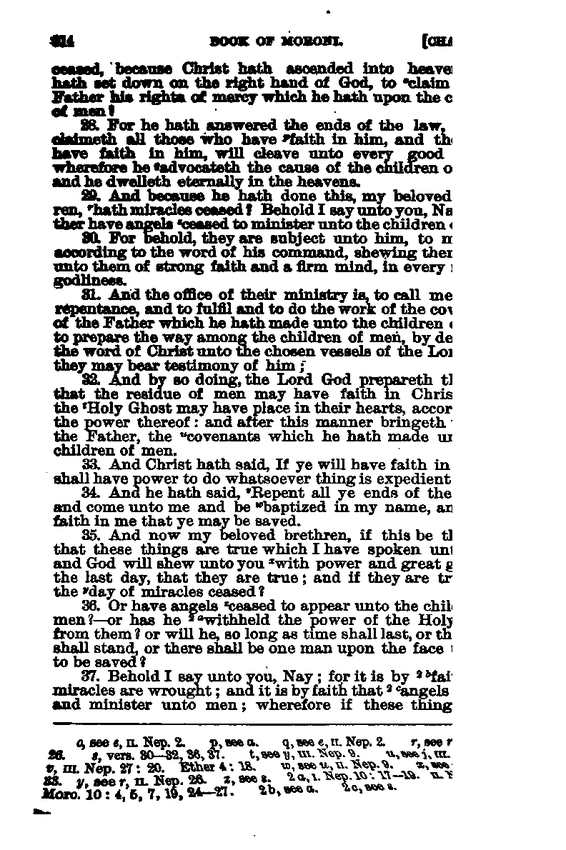 314 BOOK OF MORONI. [CHA
ceased, because Christ hath ascended into heave
hath set down on the right hand of God, to ᵒclaim
Father his rights of mercy which he hath upon the c
of men?
28. For he hath answered the ends of the law,
claimeth all those who have ᵖfaith in him, and th
have faith in him, will cleave unto every good
wherefore he ᵍadvocateth the cause of the children o
and he dwelleth eternally in the heavens.
29. And because he hath done this, my beloved
ren, ʳhath miracles ceased? Behold I say unto you, Na
ther have angels ˢceased to minister unto the children
30. For behold, they are subject unto him, to m
according to the word of his command, shewing the
unto them of strong faith and a firm mind, in every
godliness.
31. And the office of their ministry is, to call me
repentance, and to fulfil and to do the work of the cov
of the Father which he hath made unto the children
to prepare the way among the children of men, by de
the word of Christ unto the chosen vessels of the Lor
they may bear testimony of him;
32. And by so doing, the Lord God prepareth t
that the residue of men may have faith in Chris
the ᵗHoly Ghost may have place in their hearts, accor
the power thereof: and after this manner bringeth
the Father, the ᵘcovenants which he hath made u
children of men.
33. And Christ hath said, If ye will have faith in
shall have power to do whatsoever thing is expedient
34. And he hath said, ᵛRepent all ye ends of the
and come unto me and be ʷbaptized in my name, an
faith in me that ye may be saved.
35. And now my beloved brethren, if this be t
that these things are true which I have spoken unt
and God will shew unto you ˣwith power and great g
the last day, that they are true; and if they are tr
the ʸday of miracles ceased?
36. Or have angels ᶻceased to appear unto the chil
men?—or has he ²ᵃwithheld the power of the Holy
from them? or will he, so long as time shall last, or th
shall stand, or there shall be one man upon the face
to be saved?
37. Behold I say unto you, Nay; for it is by ²ᵇfai
miracles are wrought; and it is by faith that ²ᶜangels
and minister unto men; wherefore if these thing
o, see e, II. Nep. 2. p, see a. q, see e, II. Nep. 2. r, see r
26. s, vers. 30—32, 36, 37. t, see y, III. Nep. 9. u, see i, III.
v, III. Nep. 27: 20. Ether 4: 18. w, see u, II. Nep. 9. x, see
33. y, see r, II. Nep. 26. z, see s. 2a, I. Nep. 10: 17—19. II. N
Moro. 10: 4, 5, 7, 19, 24—27. 2b, see a. 2c, see s.